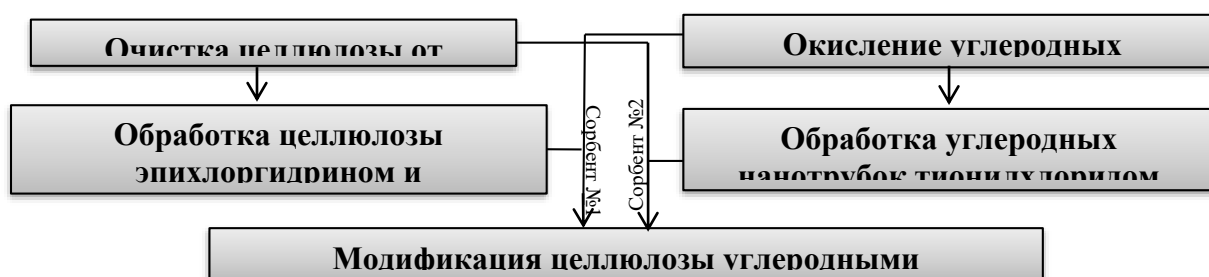 Очистка целлюлозы от
Окисление углеродных
Обработка целлюлозы
эпихлоргидрином и
Сорбент №1
Сорбент №2
Обработка углеродных
нанотрубок тионилхлоридом
Модификация целлюлозы углеродными